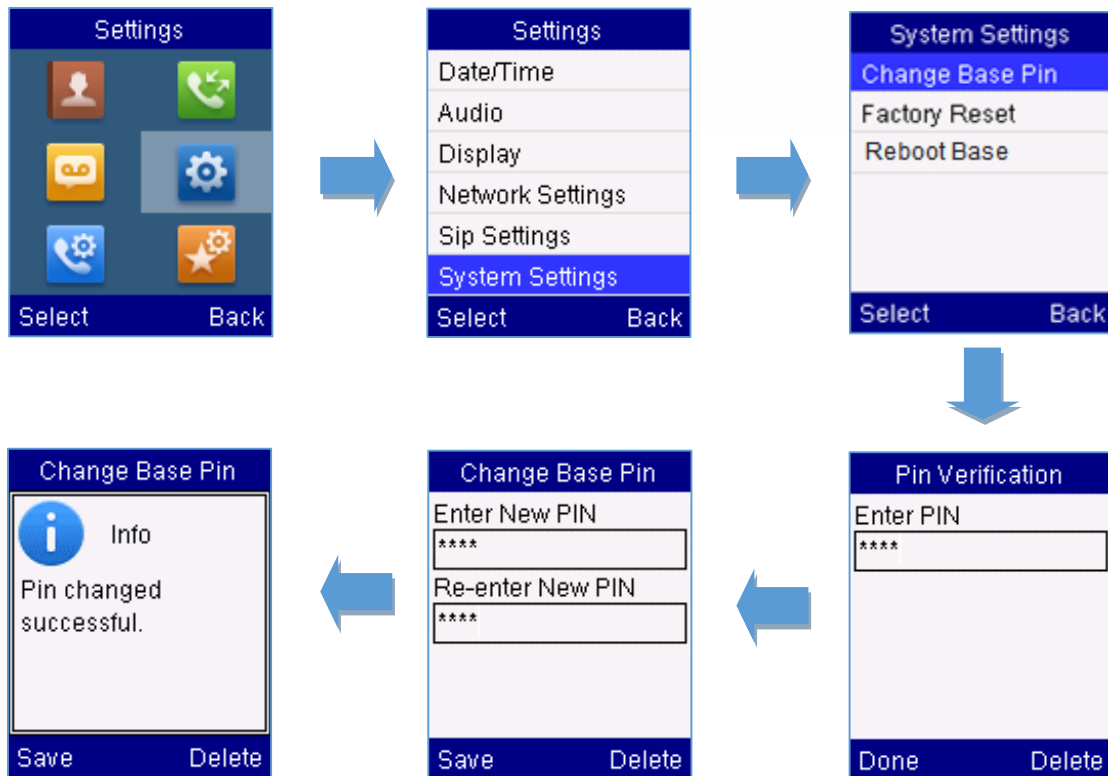 Settings
Select Back
Settings
Date/Time
Audio
Display
Network Settings
Sip Settings
System Settings
Select Back
System Settings
Change Base Pin
Factory Reset
Reboot Base
Select Back
Pin Verification
Enter PIN
****
Done Delete
Change Base Pin
Enter New PIN
****
Re-enter New PIN
****
Save Delete
Change Base Pin
i Info
Pin changed
successful.
Save Delete